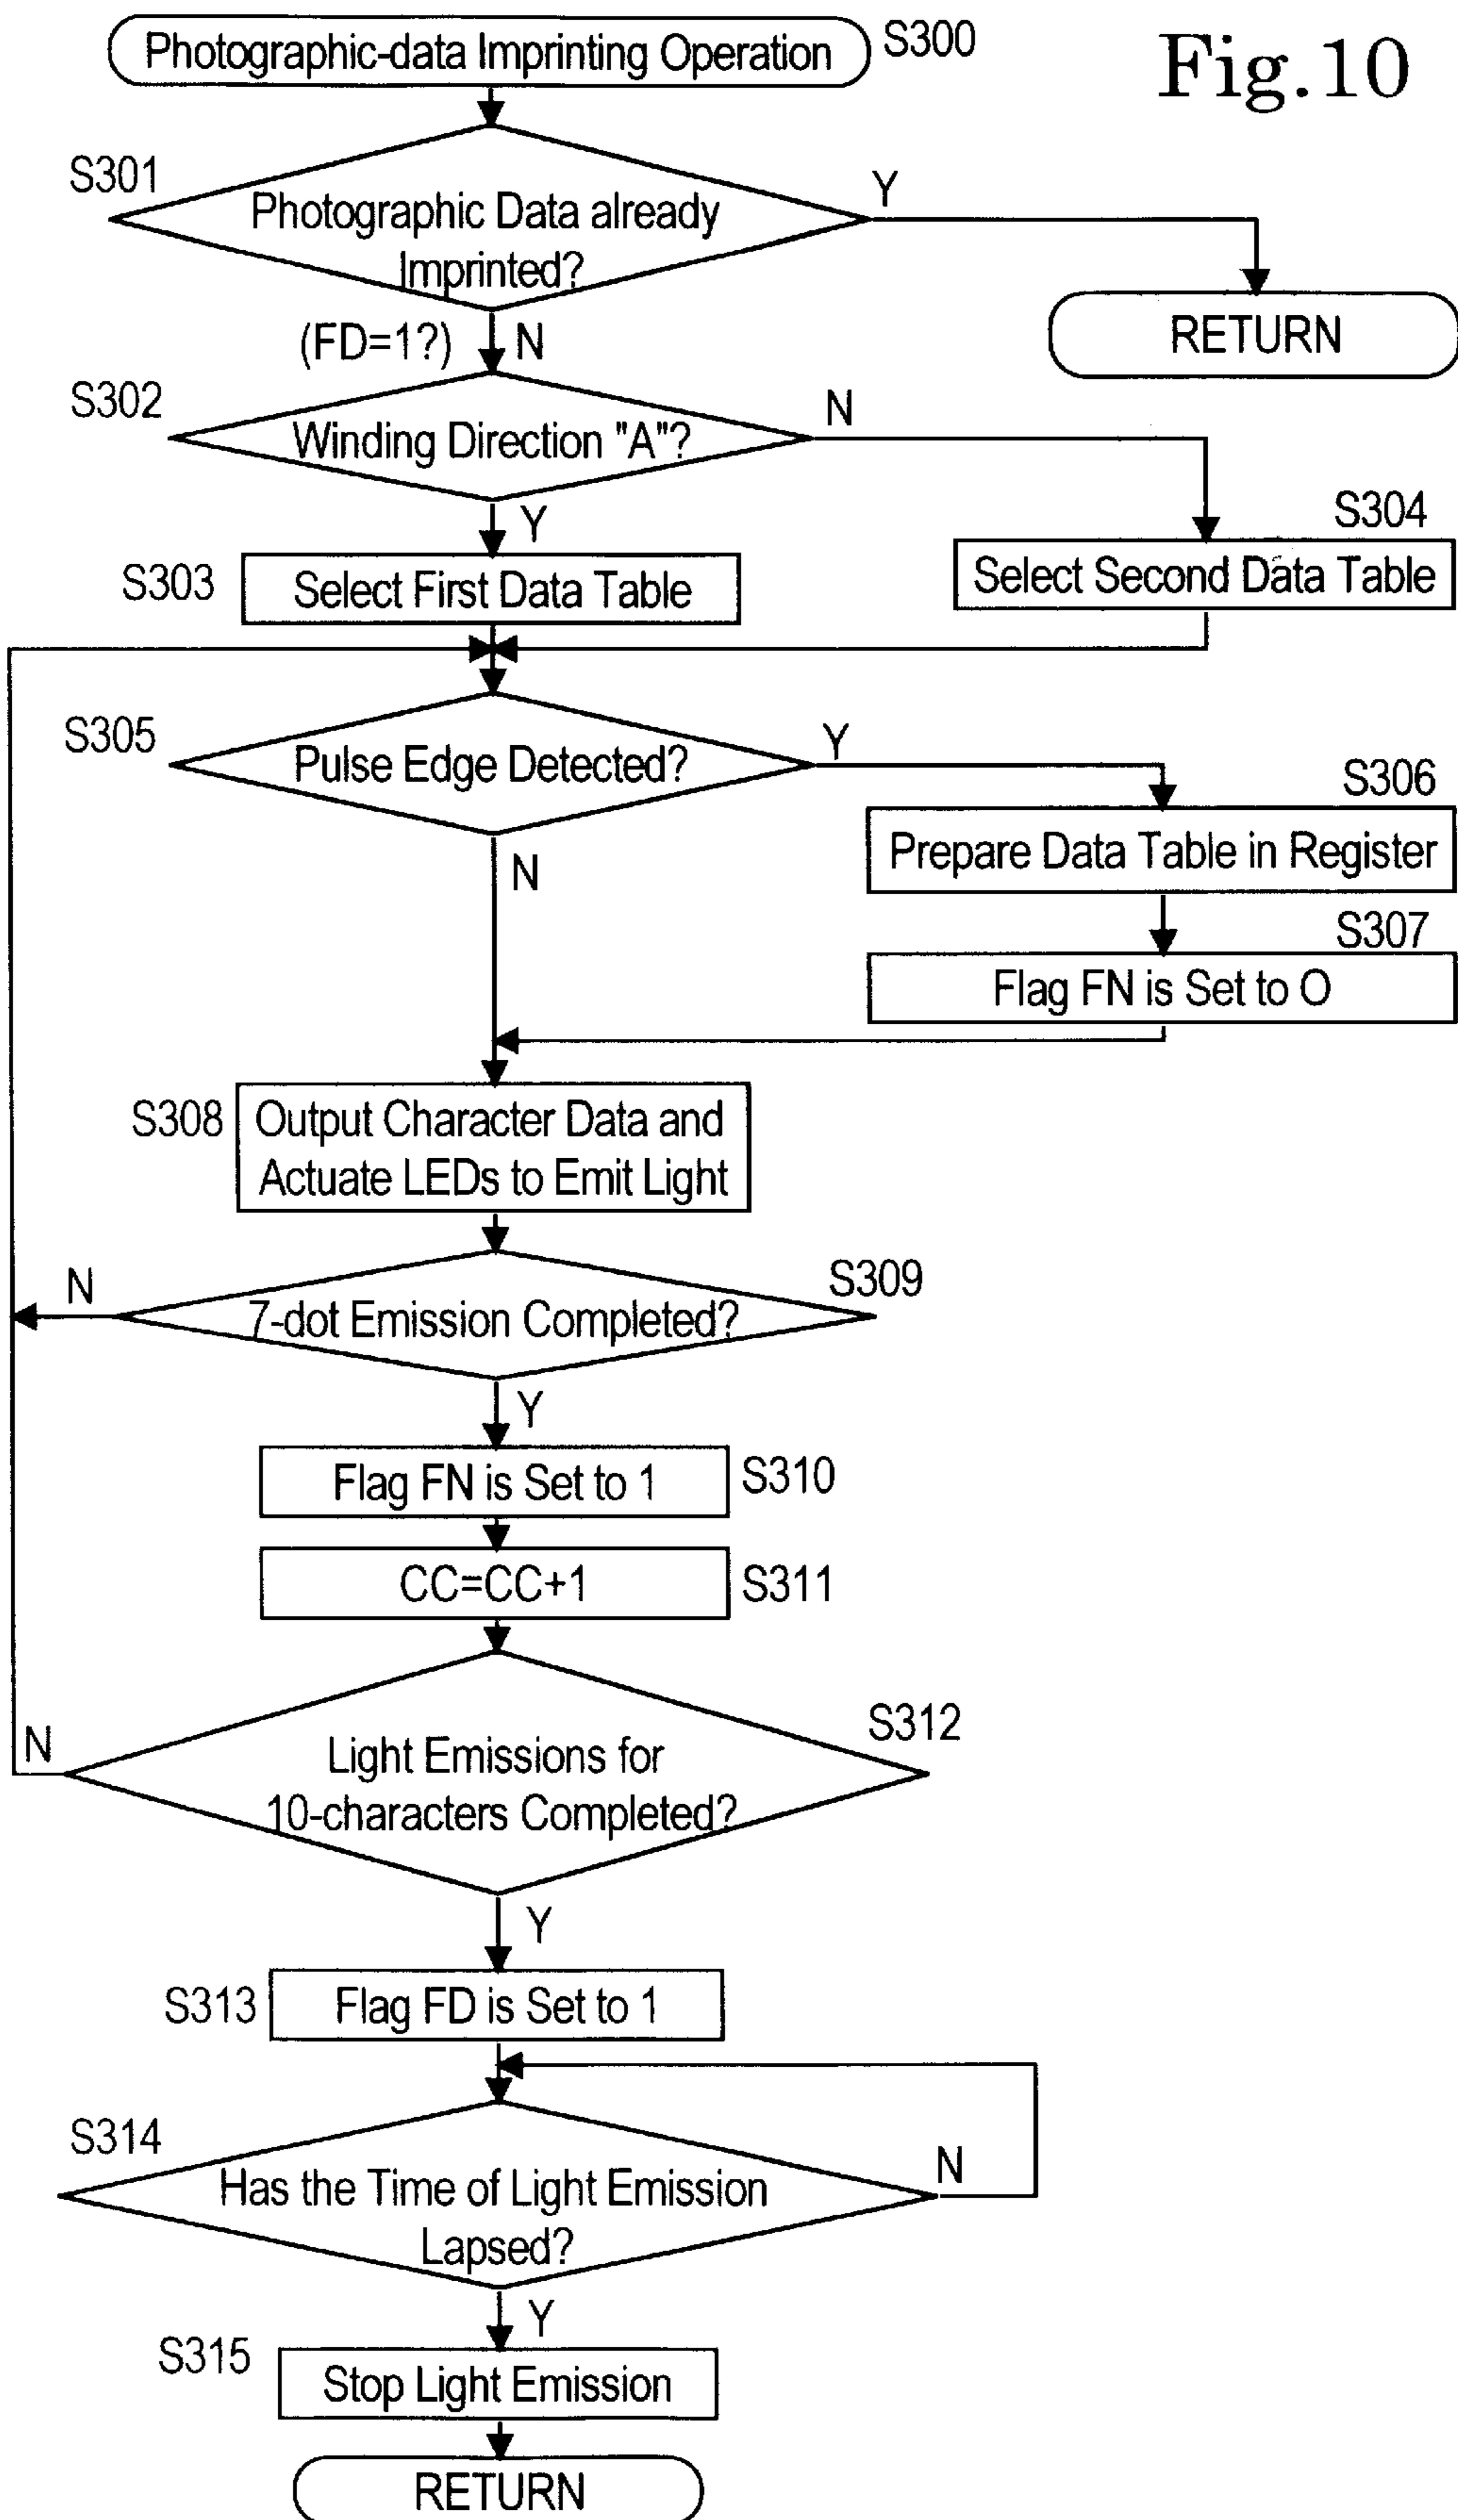 Photographic-data Imprinting Operation
S300
Fig.10
S301
Photographic Data already
Imprinted?
Y
RETURN
(FD=1?)
N
S302
Winding Direction "A"?
N
Y
S303
Select First Data Table
S304
Select Second Data Table
S305
Pulse Edge Detected?
Y
N
S306
Prepare Data Table in Register
S307
Flag FN is Set to O
S308
Output Character Data and
Actuate LEDs to Emit Light
S309
7-dot Emission Completed?
N
Y
Flag FN is Set to 1
S310
CC=CC+1
S311
S312
Light Emissions for
10-characters Completed?
N
Y
S313
Flag FD is Set to 1
S314
Has the Time of Light Emission
Lapsed?
N
Y
S315
Stop Light Emission
RETURN